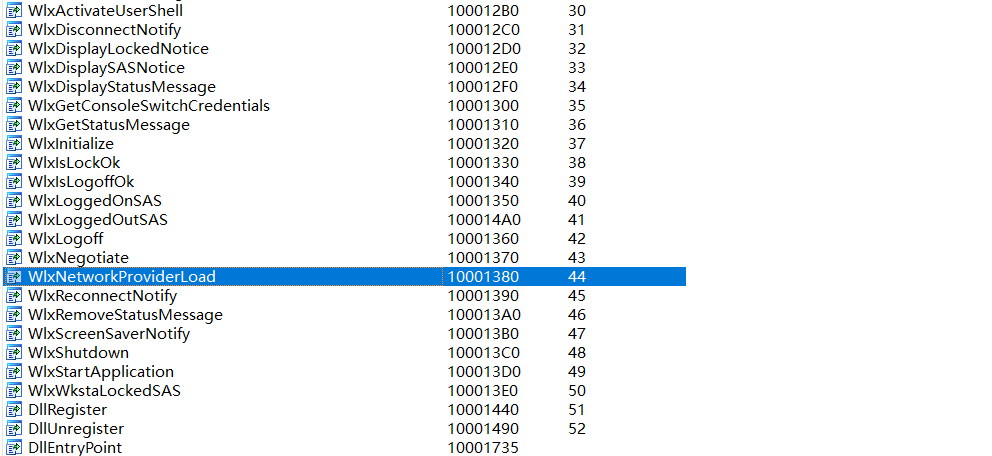 WlxActivateUserShell 100012B0 30
WlxDisconnectNotify 100012C0 31
WlxDisplayLockedNotice 100012D0 32
WlxDisplaySASNotice 100012E0 33
WlxDisplayStatusMessage 100012F0 34
WlxGetConsoleSwitchCredentials 10001300 35
WlxGetStatusMessage 10001310 36
WlxInitialize 10001320 37
WlxIsLockOk 10001330 38
WlxIsLogoffOk 10001340 39
WlxLoggedOnSAS 10001350 40
WlxLoggedOutSAS 100014A0 41
WlxLogoff 10001360 42
WlxNegotiate 10001370 43
WlxNetworkProviderLoad 10001380 44
WlxReconnectNotify 10001390 45
WlxRemoveStatusMessage 100013A0 46
WlxScreenSaverNotify 100013B0 47
WlxShutdown 100013C0 48
WlxStartApplication 100013D0 49
WlxWkstaLockedSAS 100013E0 50
DllRegister 10001440 51
DllUnregister 10001490 52
DllEntryPoint 10001735